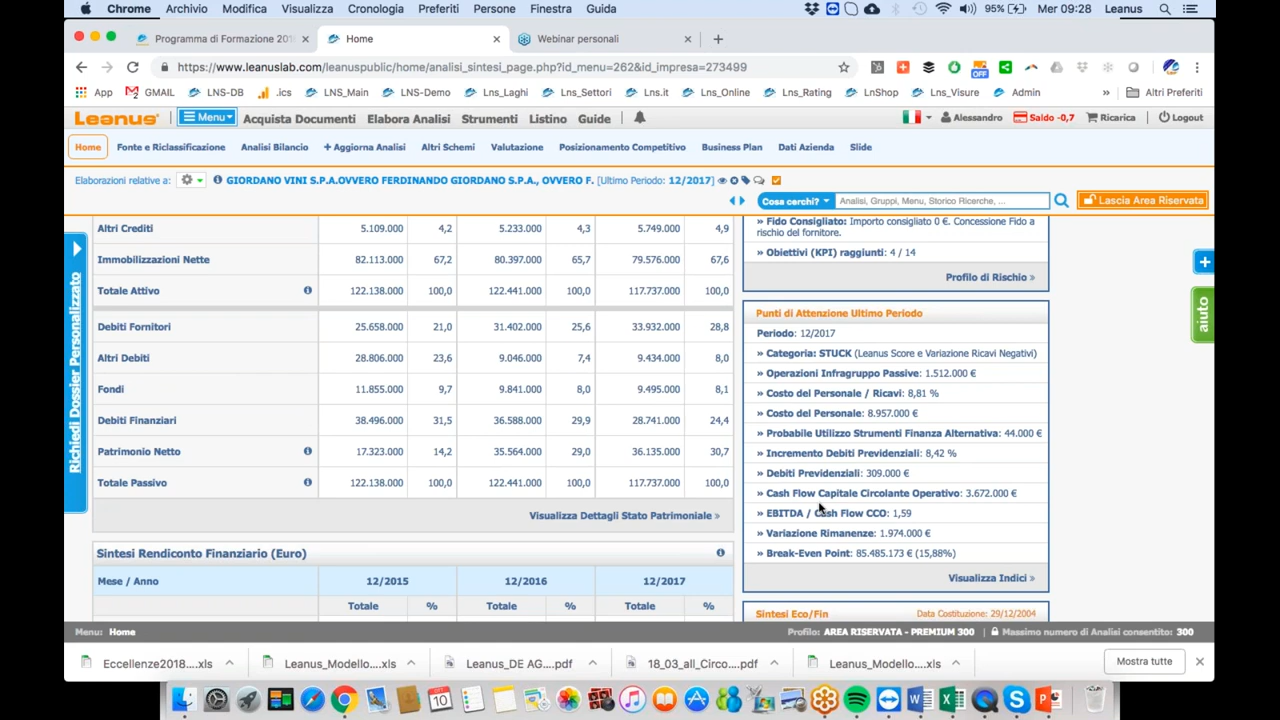 Chrome Archivio Modifica Visualizza Cronologia Preferiti Persone Finestra Guida 95% Mer 09:28 Leanus
Programma di Formazione 201 Home Webinar personali
https://www.leanuslab.com/leanuspublic/home/analisi_sintesi_page.php?id_menu=262&id_impresa=273499
App GMAIL LNS-DB .ics LNS_Main LNS-Demo Lns_Laghi Lns_Settori Lns.it Lns_Online Lns_Rating LnShop Lns_Visure Admin » Altri Preferiti
Leanus Menu Acquista Documenti Elabora Analisi Strumenti Listino Guide Alessandro Saldo -0,7 Ricarica Logout
Home Fonte e Riclassificazione Analisi Bilancio + Aggiorna Analisi Altri Schemi Valutazione Posizionamento Competitivo Business Plan Dati Azienda Slide
Elaborazioni relative a: GIORDANO VINI S.P.A.OVVERO FERDINANDO GIORDANO S.P.A., OVVERO F. [Ultimo Periodo: 12/2017]
Cosa cerchi? Analisi, Gruppi, Menu, Storico Ricerche, ... Lascia Area Riservata
Richiedi Dossier Personalizzato
Altri Crediti 5.109.000 4,2 5.233.000 4,3 5.749.000 4,9
Immobilizzazioni Nette 82.113.000 67,2 80.397.000 65,7 79.576.000 67,6
Totale Attivo 122.138.000 100,0 122.441.000 100,0 117.737.000 100,0
Debiti Fornitori 25.658.000 21,0 31.402.000 25,6 33.932.000 28,8
Altri Debiti 28.806.000 23,6 9.046.000 7,4 9.434.000 8,0
Fondi 11.855.000 9,7 9.841.000 8,0 9.495.000 8,1
Debiti Finanziari 38.496.000 31,5 36.588.000 29,9 28.741.000 24,4
Patrimonio Netto 17.323.000 14,2 35.564.000 29,0 36.135.000 30,7
Totale Passivo 122.138.000 100,0 122.441.000 100,0 117.737.000 100,0
Visualizza Dettagli Stato Patrimoniale »
Sintesi Rendiconto Finanziario (Euro)
Mese / Anno 12/2015 12/2016 12/2017
Totale % Totale % Totale %
» Fido Consigliato: Importo consigliato 0 €. Concessione Fido a
rischio del fornitore.
» Obiettivi (KPI) raggiunti: 4 / 14
Profilo di Rischio »
Punti di Attenzione Ultimo Periodo
Periodo: 12/2017
» Categoria: STUCK (Leanus Score e Variazione Ricavi Negativi)
» Operazioni Infragruppo Passive: 1.512.000 €
» Costo del Personale / Ricavi: 8,81 %
» Costo del Personale: 8.957.000 €
» Probabile Utilizzo Strumenti Finanza Alternativa: 44.000 €
» Incremento Debiti Previdenziali: 8,42 %
» Debiti Previdenziali: 309.000 €
» Cash Flow Capitale Circolante Operativo: 3.672.000 €
» EBITDA / Cash Flow CCO: 1,59
» Variazione Rimanenze: 1.974.000 €
» Break-Even Point: 85.485.173 € (15,88%)
Visualizza Indici »
Sintesi Eco/Fin Data Costituzione: 29/12/2004
+
aiuto
Menu: Home Profilo: AREA RISERVATA - PREMIUM 300 | Massimo numero di Analisi consentito: 300
Eccellenze2018....xls Leanus_Modello....xls Leanus_DE AG....pdf 18_03_all_Circo....pdf Leanus_Modello....xls Mostra tutte